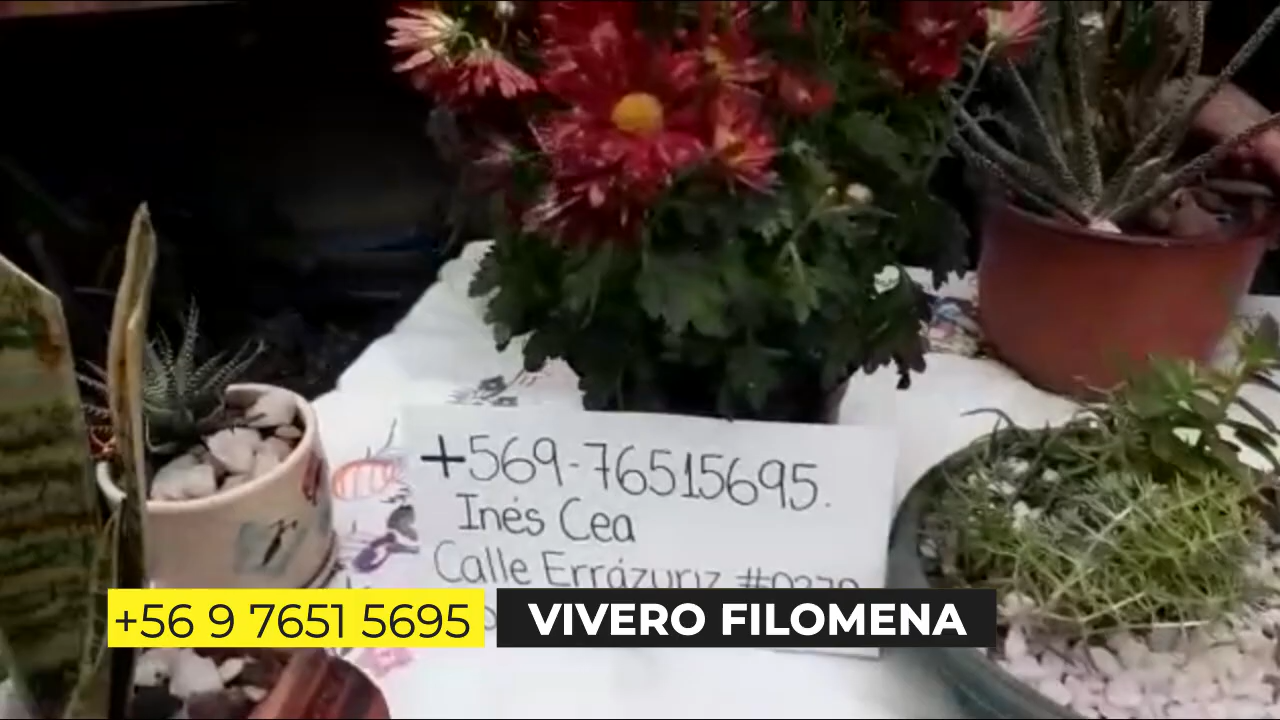 +569-76515695.
Inés Cea
Calle Errázuriz
+56 9 7651 5695
VIVERO FILOMENA